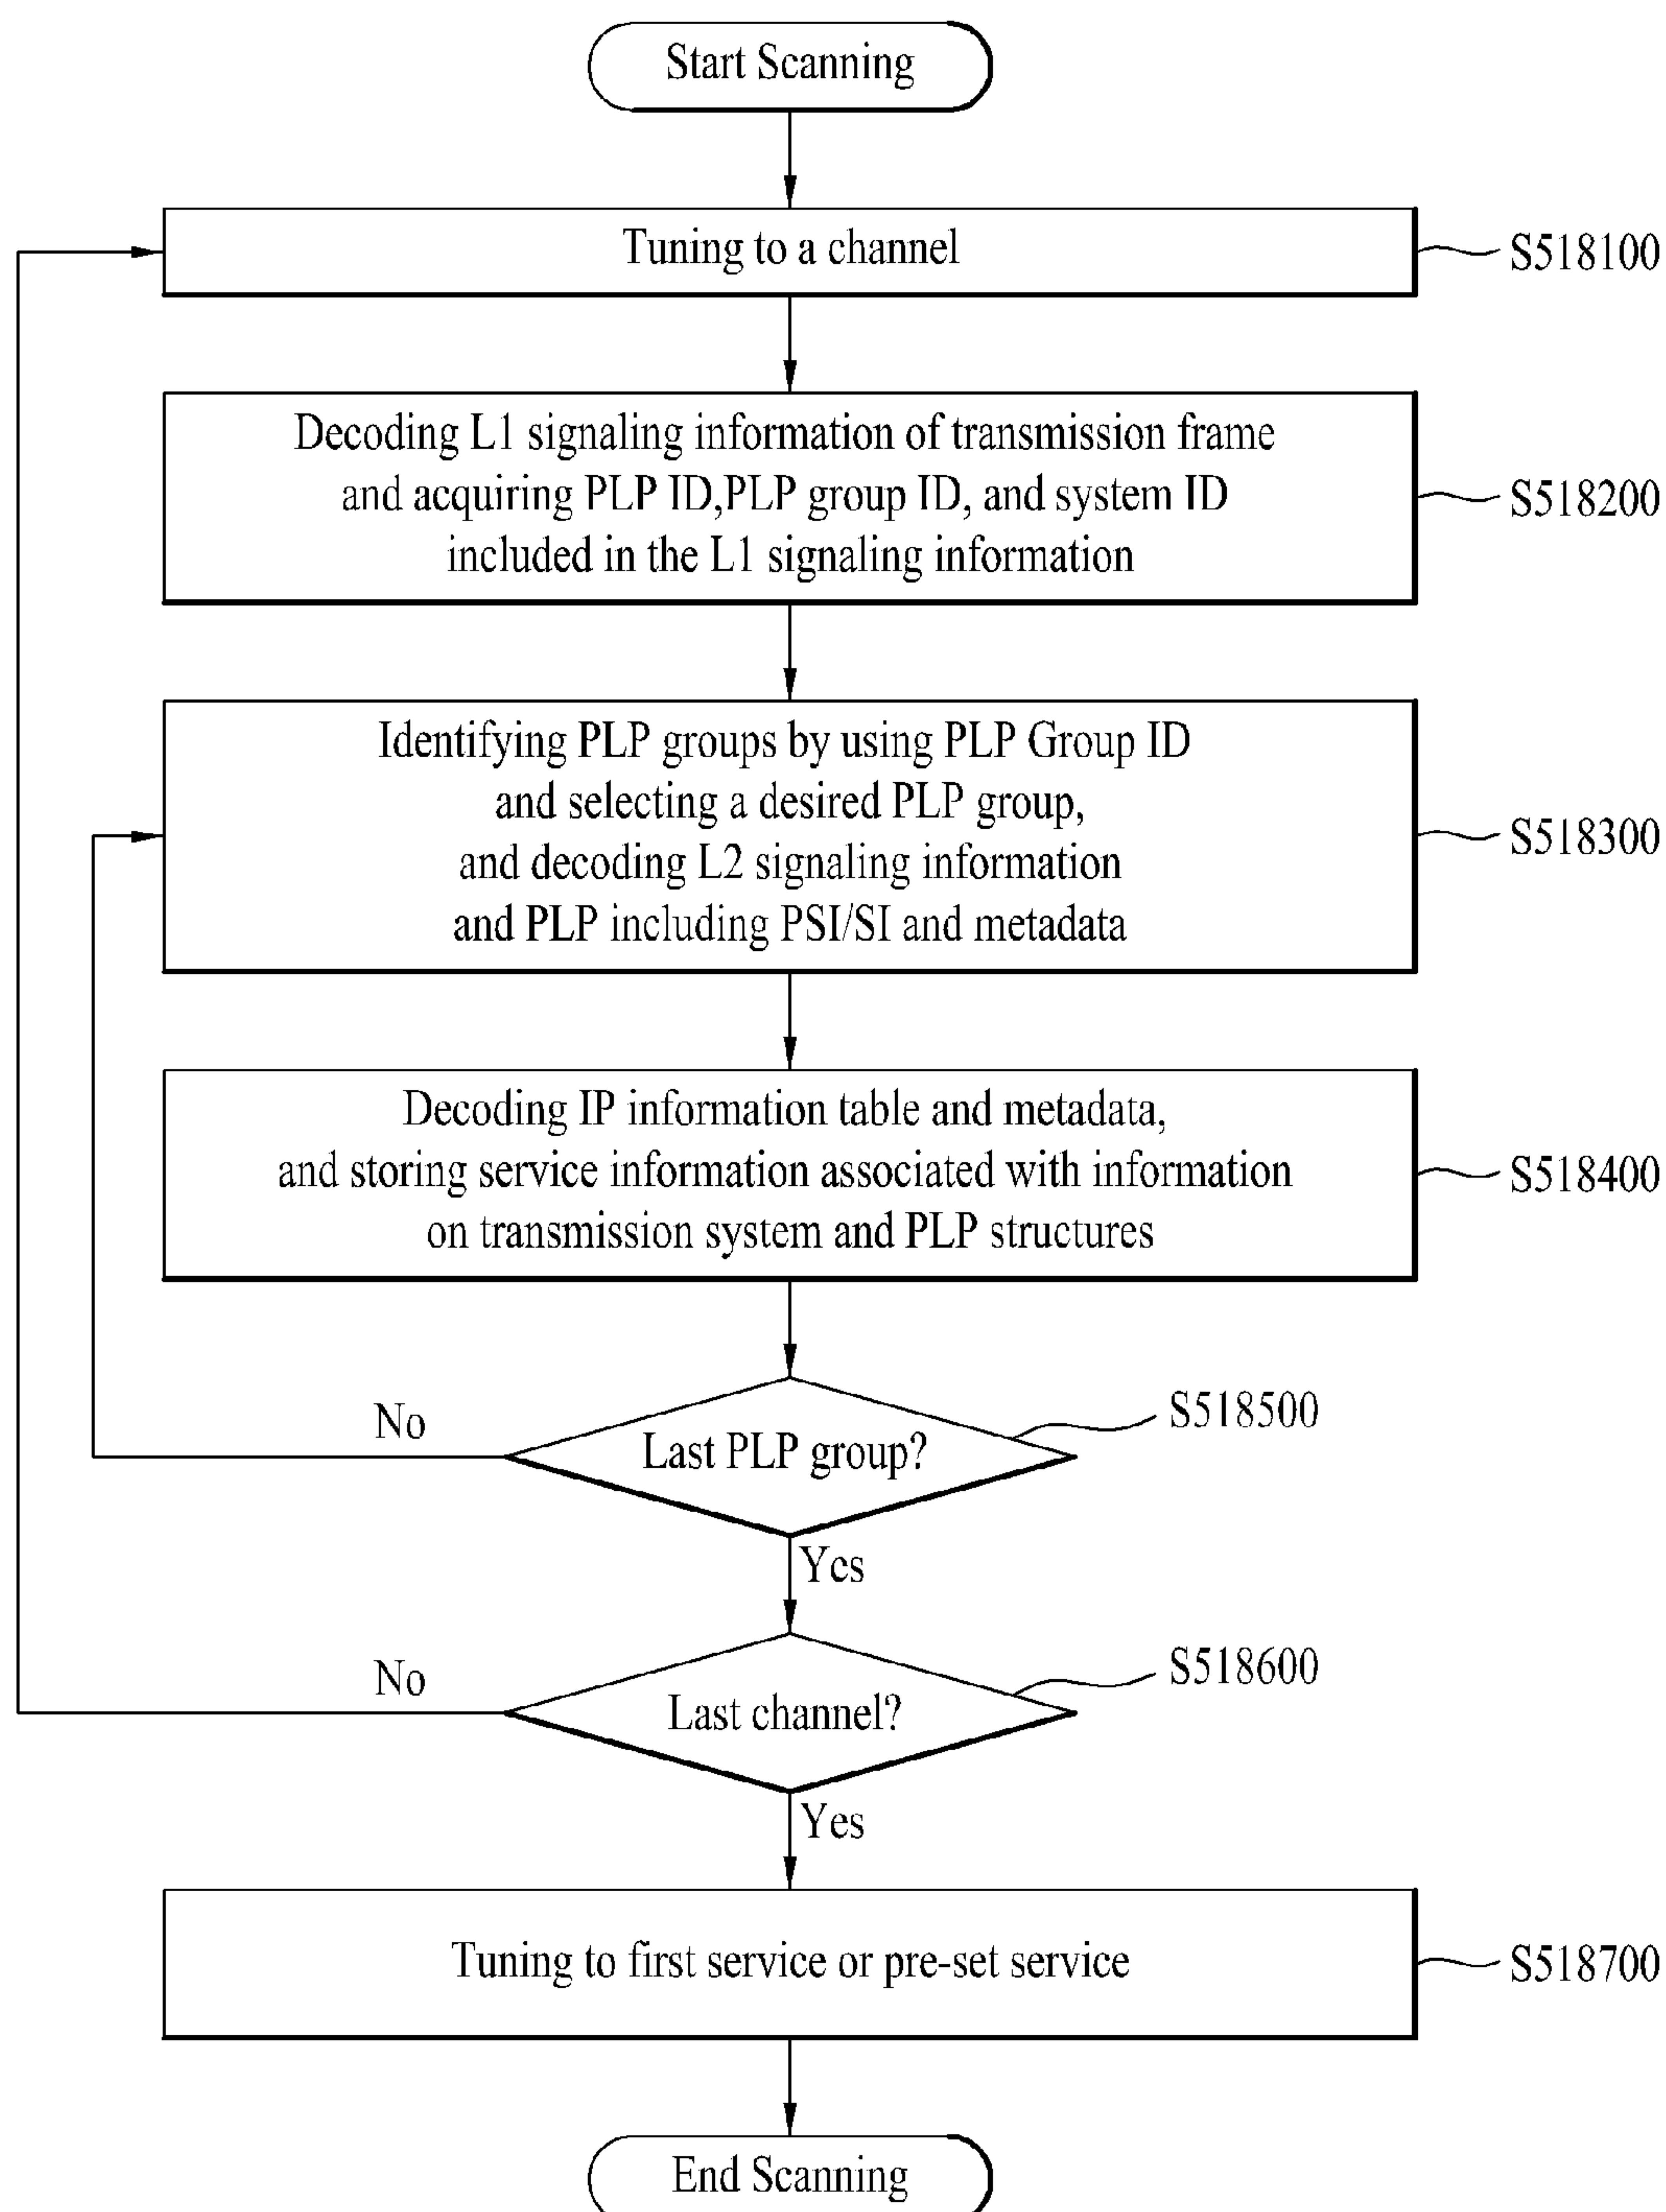 Start Scanning
Tuning to a channel
S518100
Decoding L1 signaling information of transmission frame
and acquiring PLP ID,PLP group ID, and system ID
included in the L1 signaling information
S518200
Identifying PLP groups by using PLP Group ID
and selecting a desired PLP group,
and decoding L2 signaling information
and PLP including PSI/SI and metadata
S518300
Decoding IP information table and metadata,
and storing service information associated with information
on transmission system and PLP structures
S518400
No
Last PLP group?
S518500
Yes
No
Last channel?
S518600
Yes
Tuning to first service or pre-set service
S518700
End Scanning